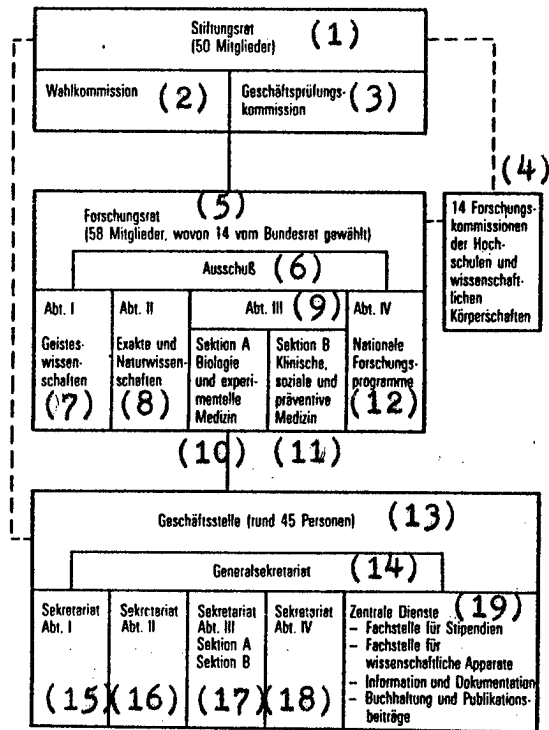 Stiftungsrat (1)
(50 Mitglieder)
Wahlkommission (2)
Geschäftsprüfungs-
kommission (3)
(4)
14 Forschungs-
kommissionen
der Hoch-
schulen und
wissenschaft-
lichen
Körperschaften
(5)
Forschungsrat
(58 Mitglieder, wovon 14 vom Bundesrat gewählt)
Ausschuß (6)
Abt. I
Geistes-
wissen-
schaften
(7)
Abt. II
Exakte und
Naturwissen-
schaften
(8)
Abt. III (9)
Sektion A
Biologie
und experi-
mentelle
Medizin
(10)
Sektion B
Klinische,
soziale und
präventive
Medizin
(11)
Abt. IV
Nationale
Forschungs-
programme
(12)
Geschäftsstelle (rund 45 Personen) (13)
Generalsekretariat (14)
Sekretariat
Abt. I
(15)
Sekretariat
Abt. II
(16)
Sekretariat
Abt. III
Sektion A
Sektion B
(17)
Sekretariat
Abt. IV
(18)
Zentrale Dienste (19)
– Fachstelle für Stipendien
– Fachstelle für
wissenschaftliche Apparate
– Information und Dokumentation
– Buchhaltung und Publikations-
beiträge